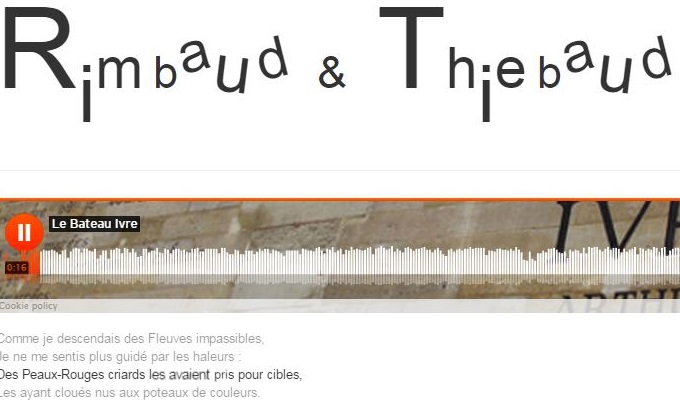 Rimbaud & Thiebaud
Le Bateau Ivre
IVR
0:16
ARTHU
Cookie policy
Comme je descendais des Fleuves impassibles,
Je ne me sentis plus guidé par les haleurs :
Des Peaux-Rouges criards les avaient pris pour cibles,
Les ayant cloués nus aux poteaux de couleurs.